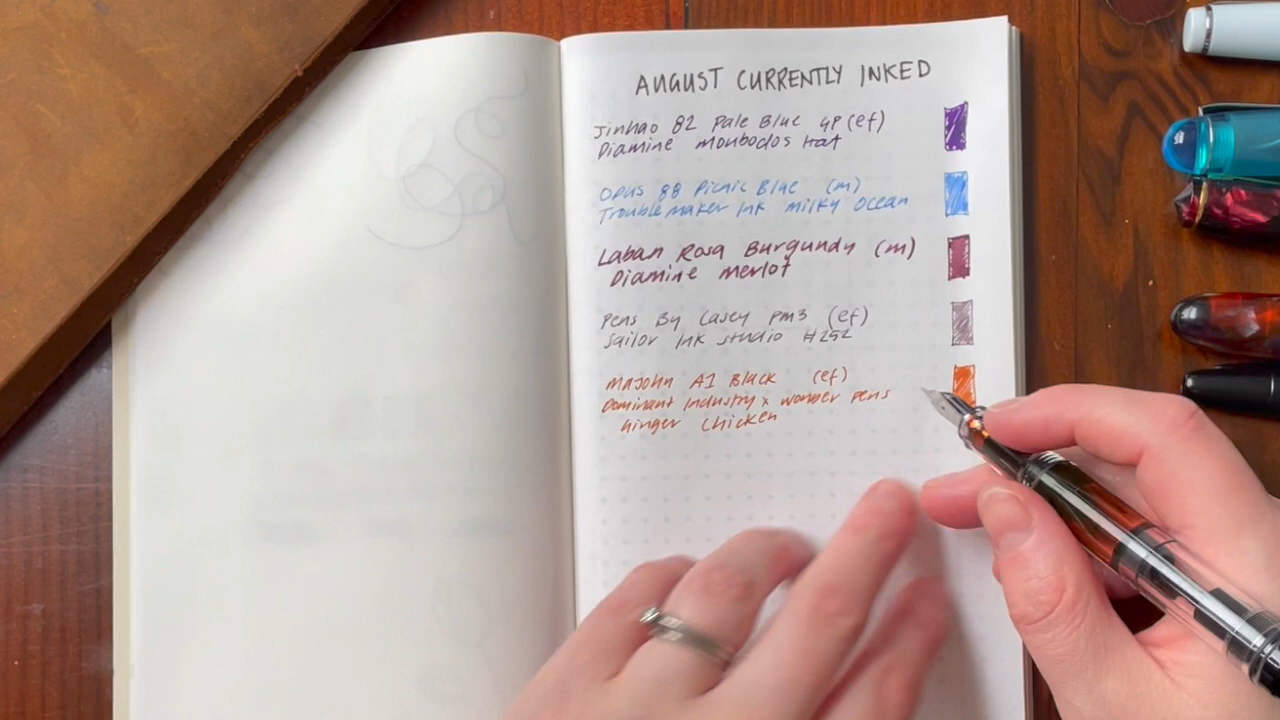 AUGUST CURRENTLY INKED
Jinhao 82 Pale Blue GP (ef)
Diamine Monbodos Hat
Opus 88 Picnic Blue (m)
Troublemaker Ink Milky Ocean
Laban Rosa Burgundy (m)
Diamine Merlot
Pens By Casey PM3 (ef)
Sailor Ink Studio #252
Majohn A1 Black (ef)
Dominant Industry x Wonder Pens
Ginger Chicken